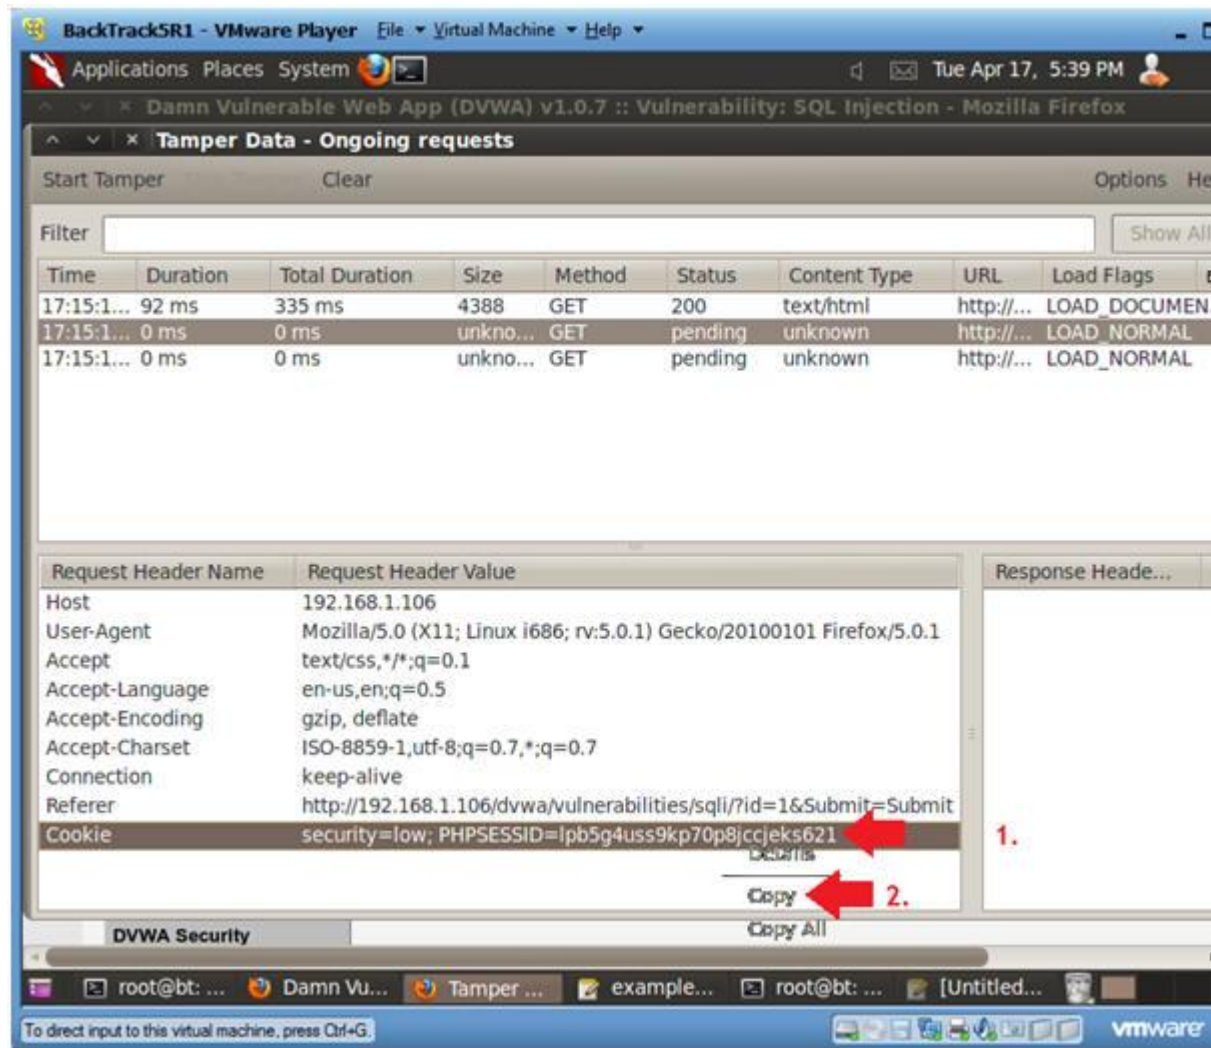 BackTrack5R1 - VMware Player File Virtual Machine Help
Applications Places System Tue Apr 17, 5:39 PM
Damn Vulnerable Web App (DVWA) v1.0.7 :: Vulnerability: SQL Injection - Mozilla Firefox
Tamper Data - Ongoing requests
Start Tamper Clear Options He
Filter Show All
Time Duration Total Duration Size Method Status Content Type URL Load Flags
17:15:1... 92 ms 335 ms 4388 GET 200 text/html http://... LOAD_DOCUMEN
17:15:1... 0 ms 0 ms unkno... GET pending unknown http://... LOAD_NORMAL
17:15:1... 0 ms 0 ms unkno... GET pending unknown http://... LOAD_NORMAL
Request Header Name Request Header Value Response Heade...
Host 192.168.1.106
User-Agent Mozilla/5.0 (X11; Linux i686; rv:5.0.1) Gecko/20100101 Firefox/5.0.1
Accept text/css,*/*;q=0.1
Accept-Language en-us,en;q=0.5
Accept-Encoding gzip, deflate
Accept-Charset ISO-8859-1,utf-8;q=0.7,*;q=0.7
Connection keep-alive
Referer http://192.168.1.106/dvwa/vulnerabilities/sqli/?id=1&Submit=Submit
Cookie security=low; PHPSESSID=lpb5g4uss9kp70p8jccjeks621 1.
Copy 2.
DVWA Security Copy All
root@bt: ... Damn Vu... Tamper ... example... root@bt: ... [Untitled...
To direct input to this virtual machine, press Ctrl+G. vmware